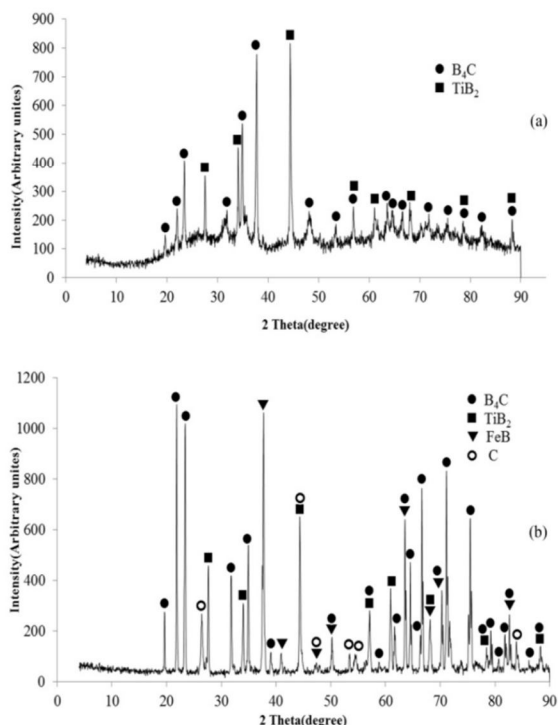 900
800
700
600
500
400
300
200
100
0
Intensity(Arbitrary unites)
B₄C
TiB₂
(a)
0 10 20 30 40 50 60 70 80 90
2 Theta(degree)
1200
1000
800
600
400
200
0
Intensity(Arbitrary unites)
B₄C
TiB₂
FeB
C
(b)
0 10 20 30 40 50 60 70 80 90
2 Theta(degree)